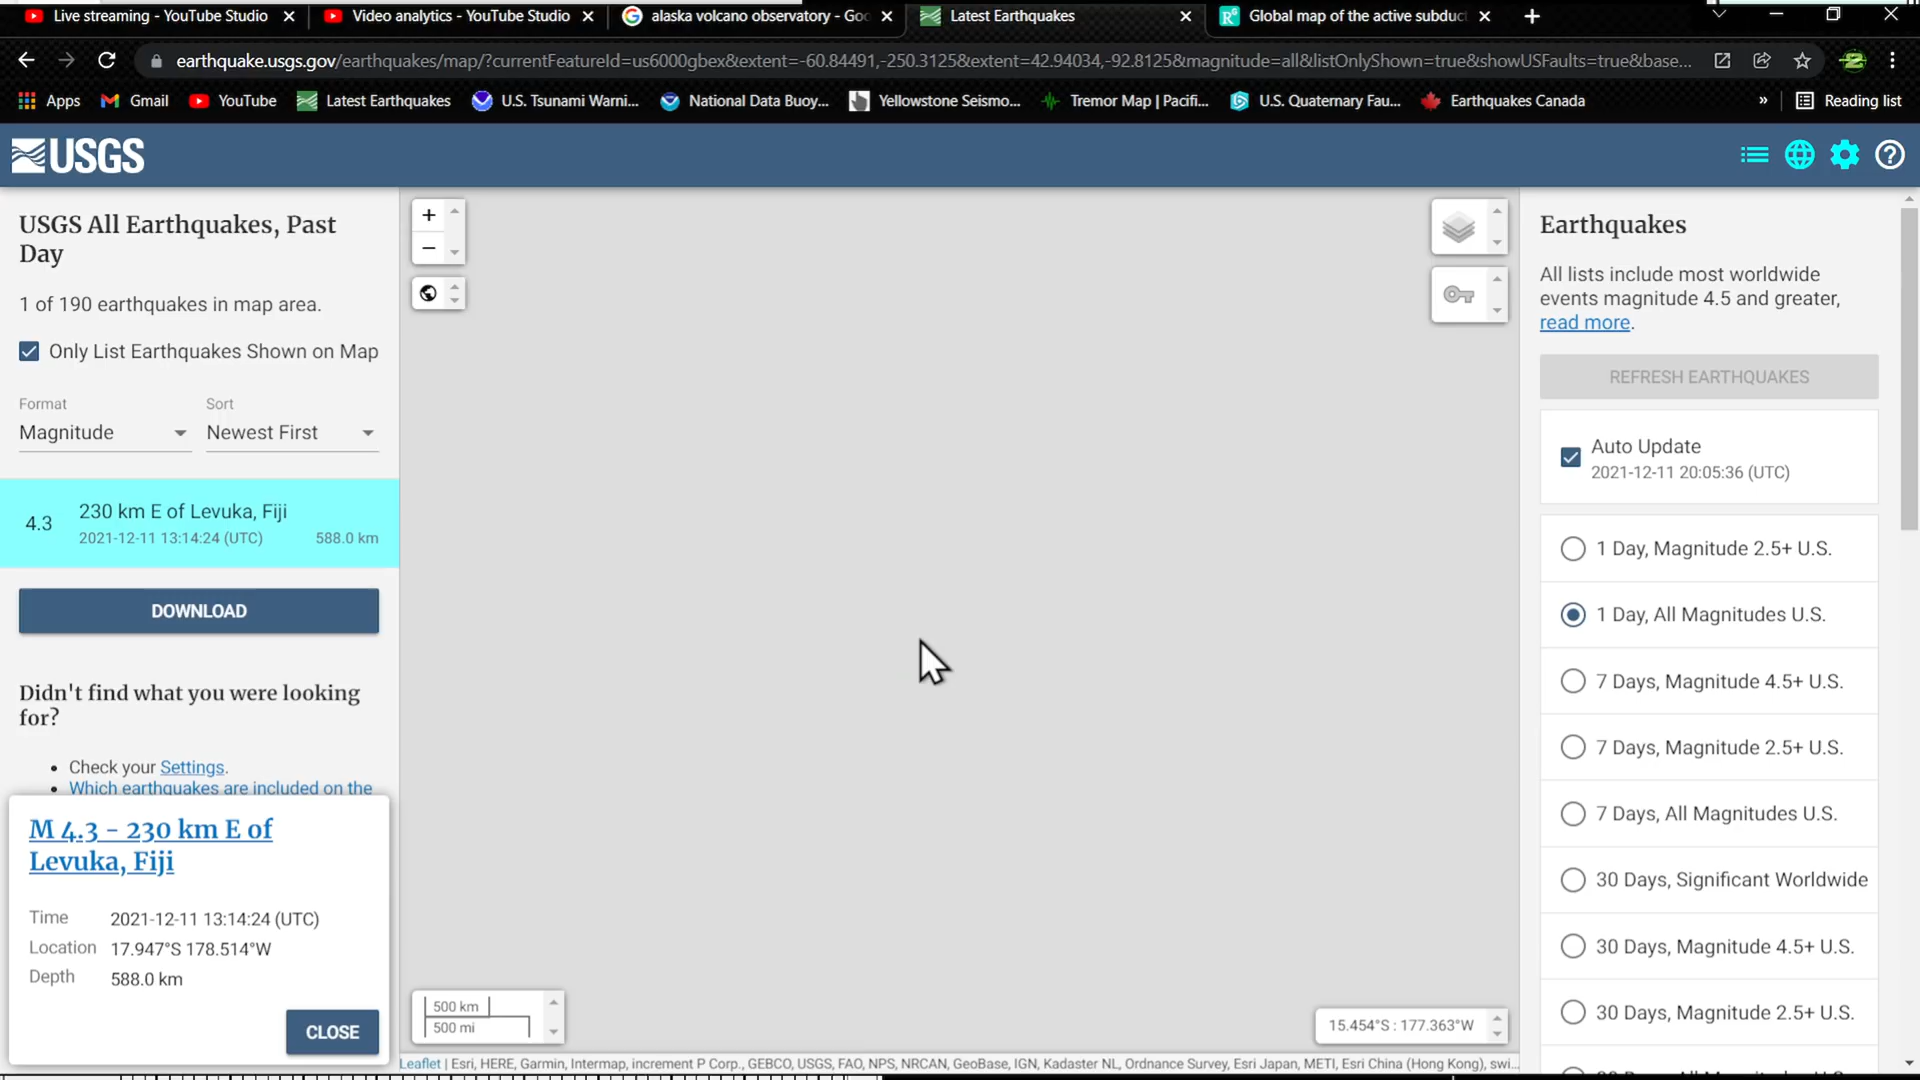 Live streaming - YouTube Studio
Video analytics - YouTube Studio
alaska volcano observatory - Goo
Latest Earthquakes
Global map of the active subduct
earthquake.usgs.gov/earthquakes/map/?currentFeatureId=us6000gbex&extent=-60.84491,-250.3125&extent=42.94034,-92.8125&magnitude=all&listOnlyShown=true&showUSFaults=true&base...
Apps
Gmail
YouTube
Latest Earthquakes
U.S. Tsunami Warni...
National Data Buoy...
Yellowstone Seismo...
Tremor Map | Pacifi...
U.S. Quaternary Fau...
Earthquakes Canada
»
Reading list
USGS
USGS All Earthquakes, Past
Day
1 of 190 earthquakes in map area.
Only List Earthquakes Shown on Map
Format
Sort
Magnitude
Newest First
4.3
230 km E of Levuka, Fiji
2021-12-11 13:14:24 (UTC)
588.0 km
DOWNLOAD
Didn't find what you were looking
for?
• Check your Settings.
• Which earthquakes are included on the
M 4.3 - 230 km E of
Levuka, Fiji
Time 2021-12-11 13:14:24 (UTC)
Location 17.947°S 178.514°W
Depth 588.0 km
CLOSE
+
−
500 km
500 mi
15.454°S : 177.363°W
Leaflet | Esri, HERE, Garmin, Intermap, increment P Corp., GEBCO, USGS, FAO, NPS, NRCAN, GeoBase, IGN, Kadaster NL, Ordnance Survey, Esri Japan, METI, Esri China (Hong Kong), swi...
Earthquakes
All lists include most worldwide
events magnitude 4.5 and greater,
read more.
REFRESH EARTHQUAKES
Auto Update
2021-12-11 20:05:36 (UTC)
1 Day, Magnitude 2.5+ U.S.
1 Day, All Magnitudes U.S.
7 Days, Magnitude 4.5+ U.S.
7 Days, Magnitude 2.5+ U.S.
7 Days, All Magnitudes U.S.
30 Days, Significant Worldwide
30 Days, Magnitude 4.5+ U.S.
30 Days, Magnitude 2.5+ U.S.